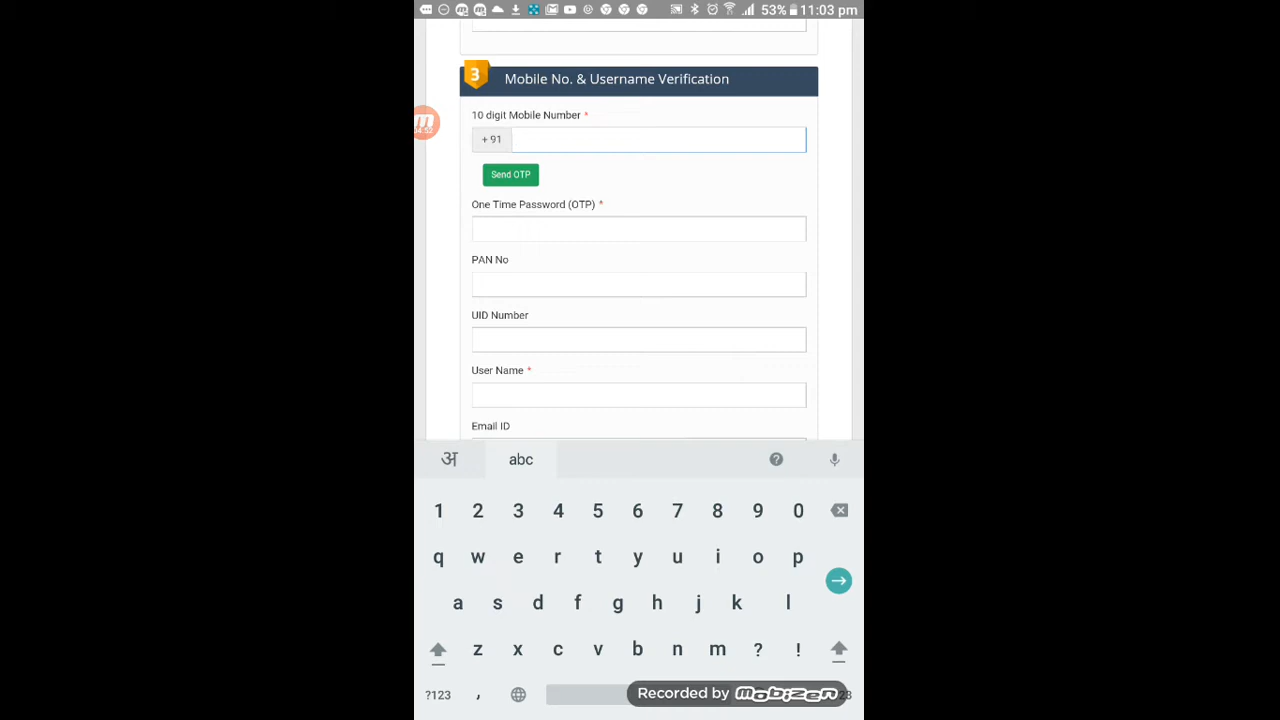 53% 11:03 pm
3 Mobile No. & Username Verification
10 digit Mobile Number *
+ 91
04:52
Send OTP
One Time Password (OTP) *
PAN No
UID Number
User Name *
Email ID
अ abc
1 2 3 4 5 6 7 8 9 0
q w e r t y u i o p
a s d f g h j k l
z x c v b n m ? !
?123 ,
Recorded by mobizen